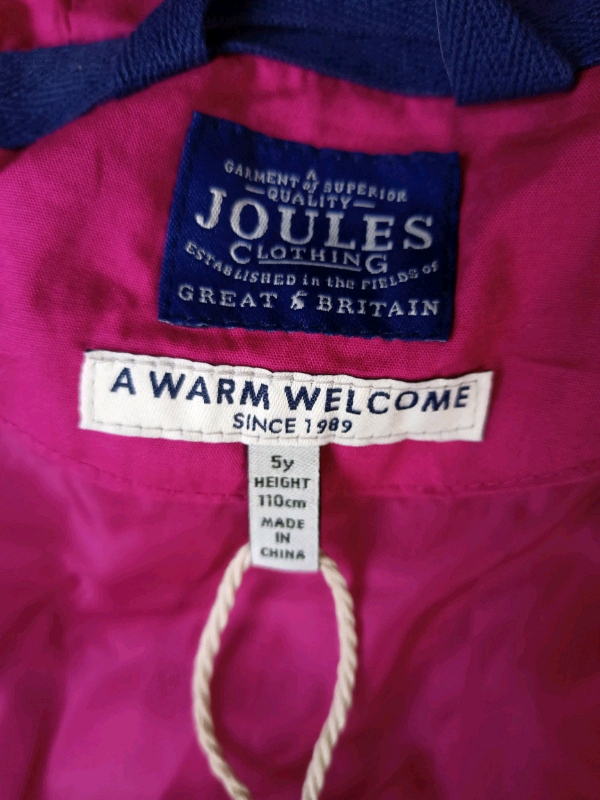 A
GARMENT of SUPERIOR
QUALITY
JOULES
CLOTHING
ESTABLISHED in the FIELDS OF
GREAT & BRITAIN
A WARM WELCOME
SINCE 1989
5y
HEIGHT
110cm
MADE
IN
CHINA